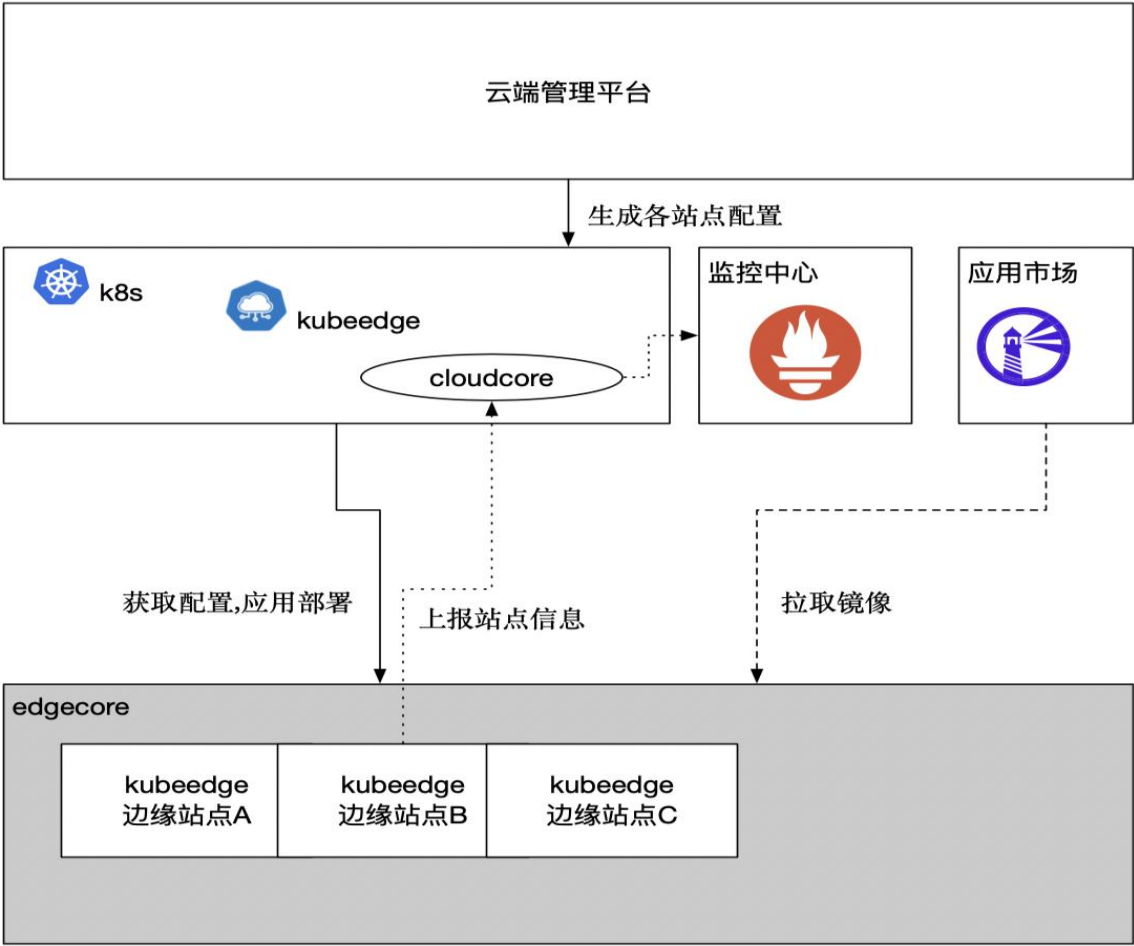 云端管理平台
生成各站点配置
k8s
kubeedge
cloudcore
监控中心
应用市场
获取配置,应用部署
上报站点信息
拉取镜像
edgecore
kubeedge
边缘站点A
kubeedge
边缘站点B
kubeedge
边缘站点C